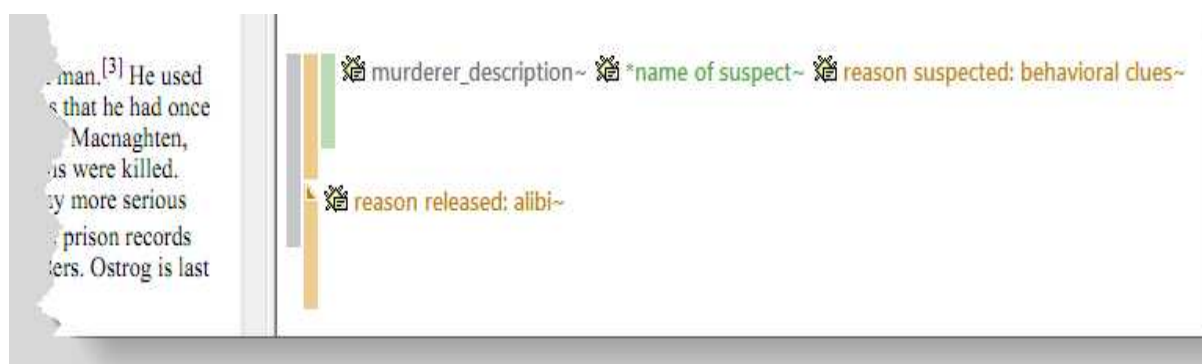 man.[3] He used
s that he had once
Macnaghten,
ns were killed.
y more serious
prison records
ers. Ostrog is last
murderer_description~ *name of suspect~ reason suspected: behavioral clues~
reason released: alibi~